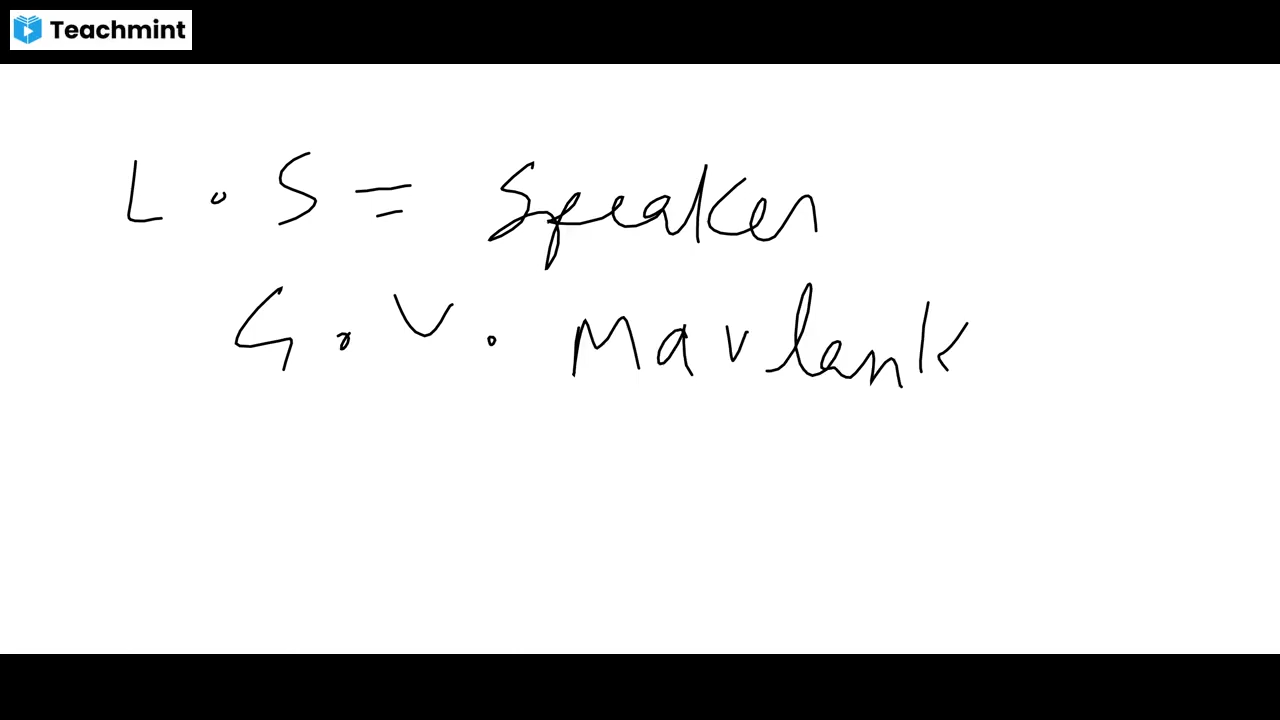 Teachmint
L.S = Speaker
G.V. Mavlank